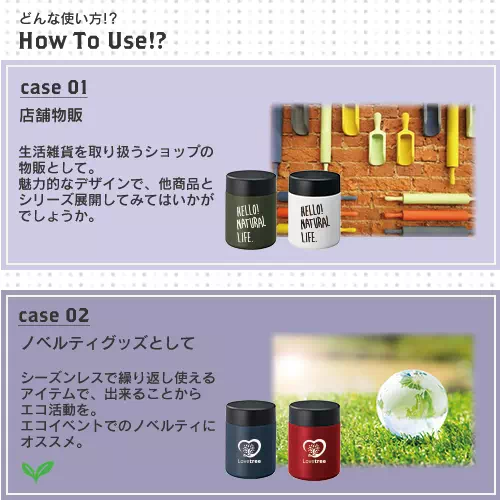 どんな使い方!?
How To Use!?
case 01
店舗物販
生活雑貨を取り扱うショップの
物販として。
魅力的なデザインで、他商品と
シリーズ展開してみてはいかが
でしょうか。
HELLO!
NATURAL
LIFE.
HELLO!
NATURAL
LIFE.
case 02
ノベルティグッズとして
シーズンレスで繰り返し使える
アイテムで、出来ることから
エコ活動を。
エコイベントでのノベルティに
オススメ。
Lovetree
Lovetree